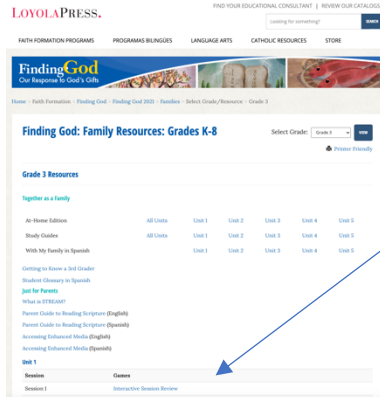 FIND YOUR EDUCATIONAL CONSULTANT | REVIEW OUR CATALOGS
LOYOLAPRESS.
Looking for something? SEARCH
FAITH FORMATION PROGRAMS PROGRAMAS BILINGÜES LANGUAGE ARTS CATHOLIC RESOURCES STORE
FindingGod
Our Response to God's Gifts
Home › Faith Formation › Finding God › Finding God 2021 › Families › Select Grade/Resource › Grade 3
Finding God: Family Resources: Grades K-8 Select Grade: Grade 3 VIEW
Printer Friendly
Grade 3 Resources
Together as a Family
At-Home Edition All Units Unit 1 Unit 2 Unit 3 Unit 4 Unit 5
Study Guides All Units Unit 1 Unit 2 Unit 3 Unit 4 Unit 5
With My Family in Spanish Unit 1 Unit 2 Unit 3 Unit 4 Unit 5
Getting to Know a 3rd Grader
Student Glossary in Spanish
Just for Parents
What is STREAM?
Parent Guide to Reading Scripture (English)
Parent Guide to Reading Scripture (Spanish)
Accessing Enhanced Media (English)
Accessing Enhanced Media (Spanish)
Unit 1
Session Games
Session 1 Interactive Session Review